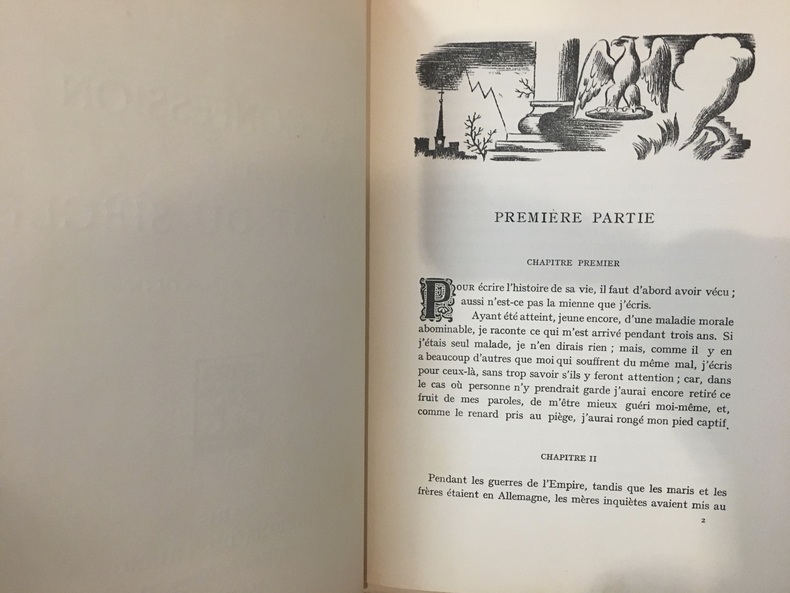 PREMIÈRE PARTIE
CHAPITRE PREMIER
POUR écrire l'histoire de sa vie, il faut d'abord avoir vécu ;
aussi n'est-ce pas la mienne que j'écris.
Ayant été atteint, jeune encore, d'une maladie morale
abominable, je raconte ce qui m'est arrivé pendant trois ans. Si
j'étais seul malade, je n'en dirais rien ; mais, comme il y en
a beaucoup d'autres que moi qui souffrent du même mal, j'écris
pour ceux-là, sans trop savoir s'ils y feront attention ; car, dans
le cas où personne n'y prendrait garde j'aurai encore retiré ce
fruit de mes paroles, de m'être mieux guéri moi-même, et,
comme le renard pris au piège, j'aurai rongé mon pied captif.
CHAPITRE II
Pendant les guerres de l'Empire, tandis que les maris et les
frères étaient en Allemagne, les mères inquiètes avaient mis au
2